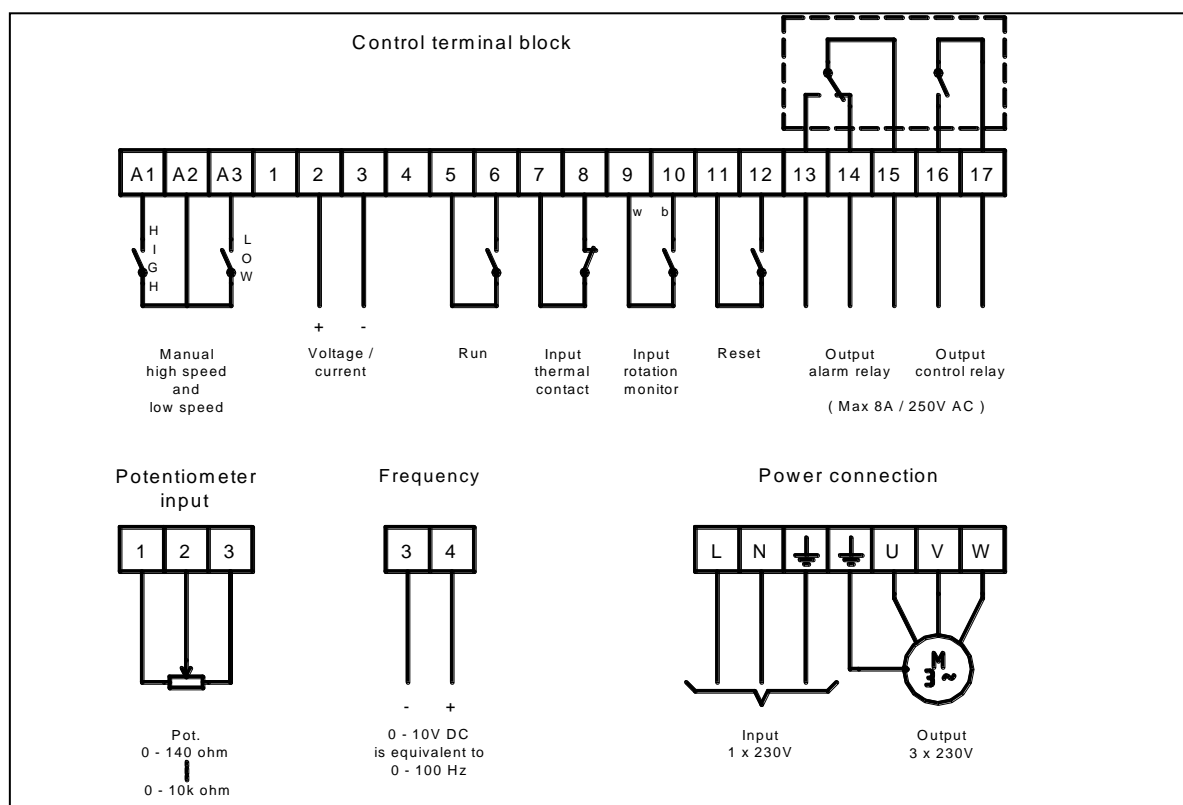 Control terminal block
A1 A2 A3 1 2 3 4 5 6 7 8 9 10 11 12 13 14 15 16 17
w b
HIGH
LOW
+ -
Manual
high speed
and
low speed
Voltage /
current
Run
Input
thermal
contact
Input
rotation
monitor
Reset
Output
alarm relay
Output
control relay
( Max 8A / 250V AC )
Potentiometer
input
1 2 3
Pot.
0 - 140 ohm
0 - 10k ohm
Frequency
3 4
- +
0 - 10V DC
is equivalent to
0 - 100 Hz
Power connection
L N U V W
M
3 ~
Input
1 x 230V
Output
3 x 230V